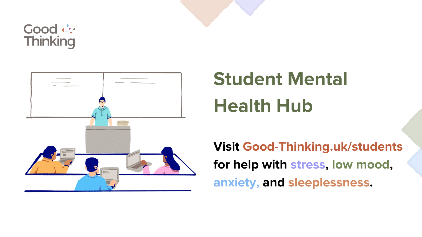 Good
Thinking
Student Mental
Health Hub
Visit Good-Thinking.uk/students
for help with stress, low mood,
anxiety, and sleeplessness.